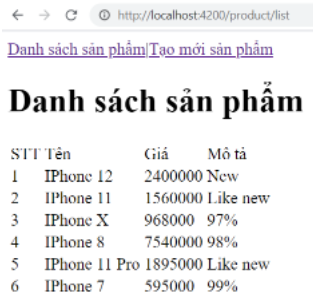 http://localhost:4200/product/list
Danh sách sản phẩm|Tạo mới sản phẩm
Danh sách sản phẩm
STT Tên Giá Mô tả
1 IPhone 12 2400000 New
2 IPhone 11 1560000 Like new
3 IPhone X 968000 97%
4 IPhone 8 7540000 98%
5 IPhone 11 Pro 1895000 Like new
6 IPhone 7 595000 99%